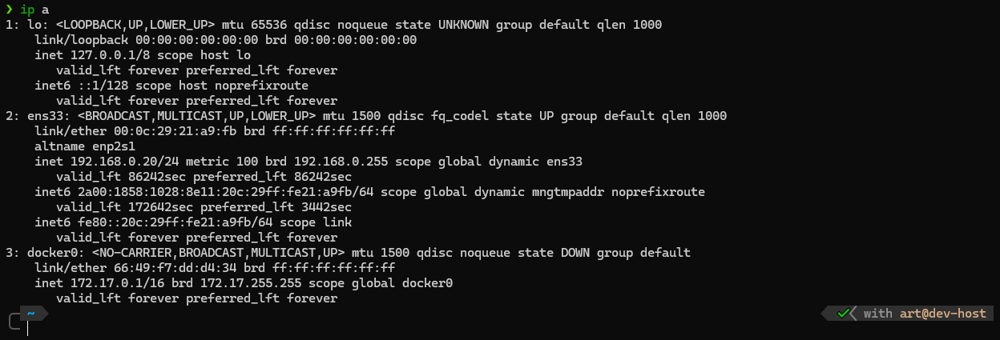 ❯ ip a
1: lo: <LOOPBACK,UP,LOWER_UP> mtu 65536 qdisc noqueue state UNKNOWN group default qlen 1000
    link/loopback 00:00:00:00:00:00 brd 00:00:00:00:00:00
    inet 127.0.0.1/8 scope host lo
       valid_lft forever preferred_lft forever
    inet6 ::1/128 scope host noprefixroute
       valid_lft forever preferred_lft forever
2: ens33: <BROADCAST,MULTICAST,UP,LOWER_UP> mtu 1500 qdisc fq_codel state UP group default qlen 1000
    link/ether 00:0c:29:21:a9:fb brd ff:ff:ff:ff:ff:ff
    altname enp2s1
    inet 192.168.0.20/24 metric 100 brd 192.168.0.255 scope global dynamic ens33
       valid_lft 86242sec preferred_lft 86242sec
    inet6 2a00:1858:1028:8e11:20c:29ff:fe21:a9fb/64 scope global dynamic mngtmpaddr noprefixroute
       valid_lft 172642sec preferred_lft 3442sec
    inet6 fe80::20c:29ff:fe21:a9fb/64 scope link
       valid_lft forever preferred_lft forever
3: docker0: <NO-CARRIER,BROADCAST,MULTICAST,UP> mtu 1500 qdisc noqueue state DOWN group default
    link/ether 66:49:f7:dd:d4:34 brd ff:ff:ff:ff:ff:ff
    inet 172.17.0.1/16 brd 172.17.255.255 scope global docker0
       valid_lft forever preferred_lft forever
~ ✔ with art@dev-host